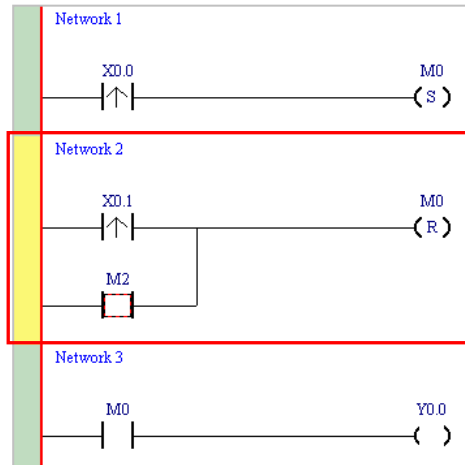 Network 1
X0.0 M0
S
Network 2
X0.1 M0
R
M2
Network 3
M0 Y0.0